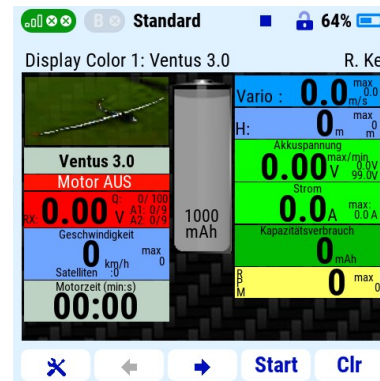 B Standard 64%
Display Color 1: Ventus 3.0 R. Ke
Ventus 3.0
Motor AUS
RX: 0.00 V Q: 0/ 100 A1: 0/9 A2: 0/9
Geschwindigkeit
0 km/h max 0
Satelliten :0
Motorzeit (min:s)
00:00
1000
mAh
Vario : 0.0 m/s max 0.0
H: 0 m max 0 m
Akkuspannung
0.00 V max/min 0.0V 99.0V
Strom
0.0 A max: 0.0 A
Kapazitätsverbrauch
0 mAh
RPM 0 max 0
Start Clr